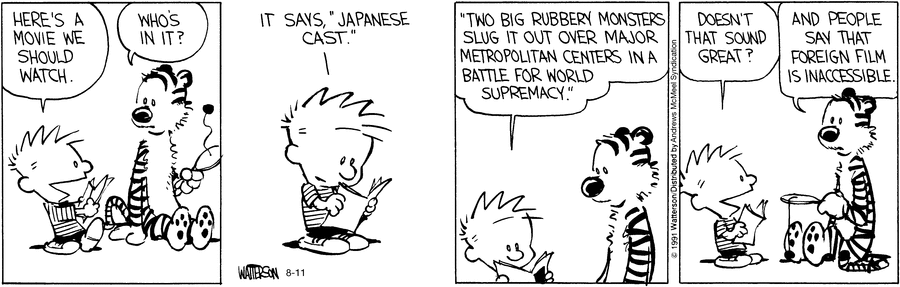 HERE'S A
MOVIE WE
SHOULD
WATCH.
WHO'S
IN IT?
IT SAYS, "JAPANESE
CAST."
"TWO BIG RUBBERY MONSTERS
SLUG IT OUT OVER MAJOR
METROPOLITAN CENTERS IN A
BATTLE FOR WORLD
SUPREMACY."
DOESN'T
THAT SOUND
GREAT?
AND PEOPLE
SAY THAT
FOREIGN FILM
IS INACCESSIBLE.
WATTERSON 8-11
© 1991 Watterson/Distributed by Andrews McMeel Syndication